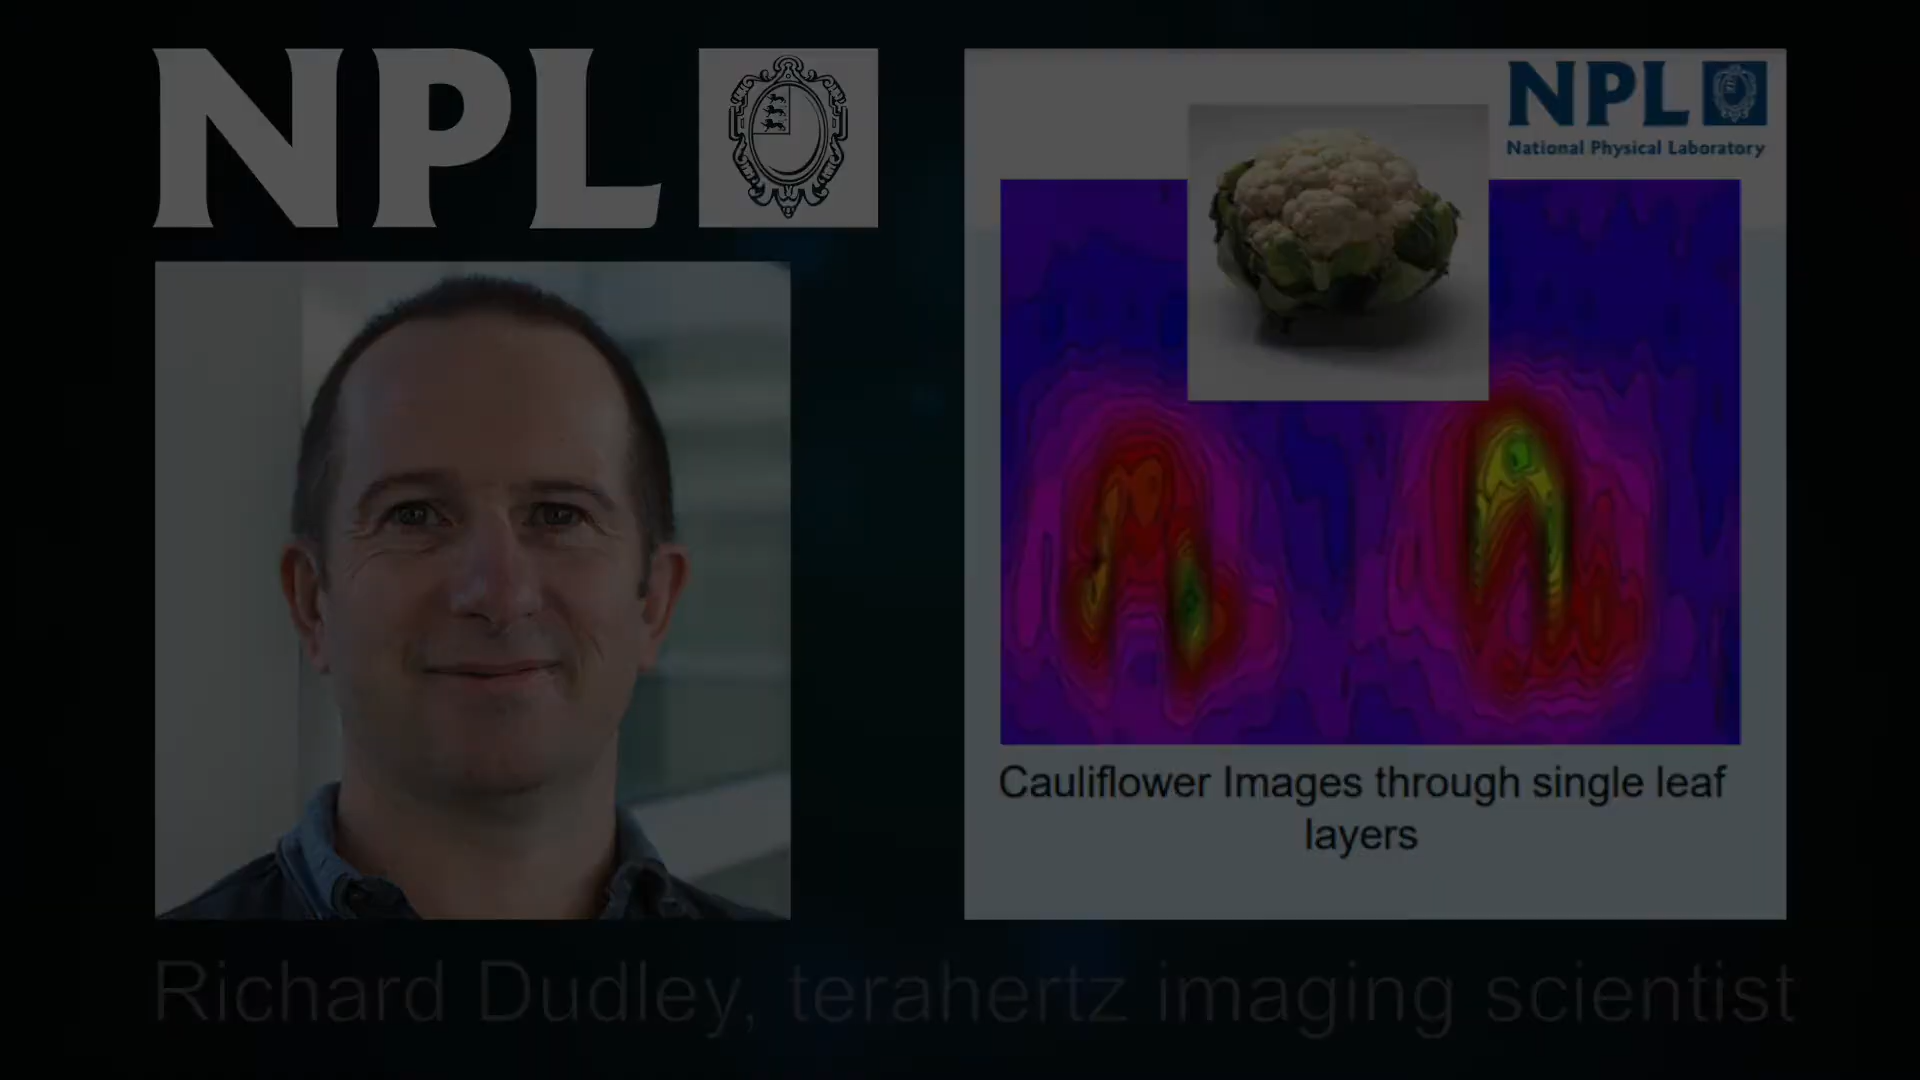 NPL
NPL
National Physical Laboratory
Cauliflower Images through single leaf
layers
Richard Dudley, terahertz imaging scientist